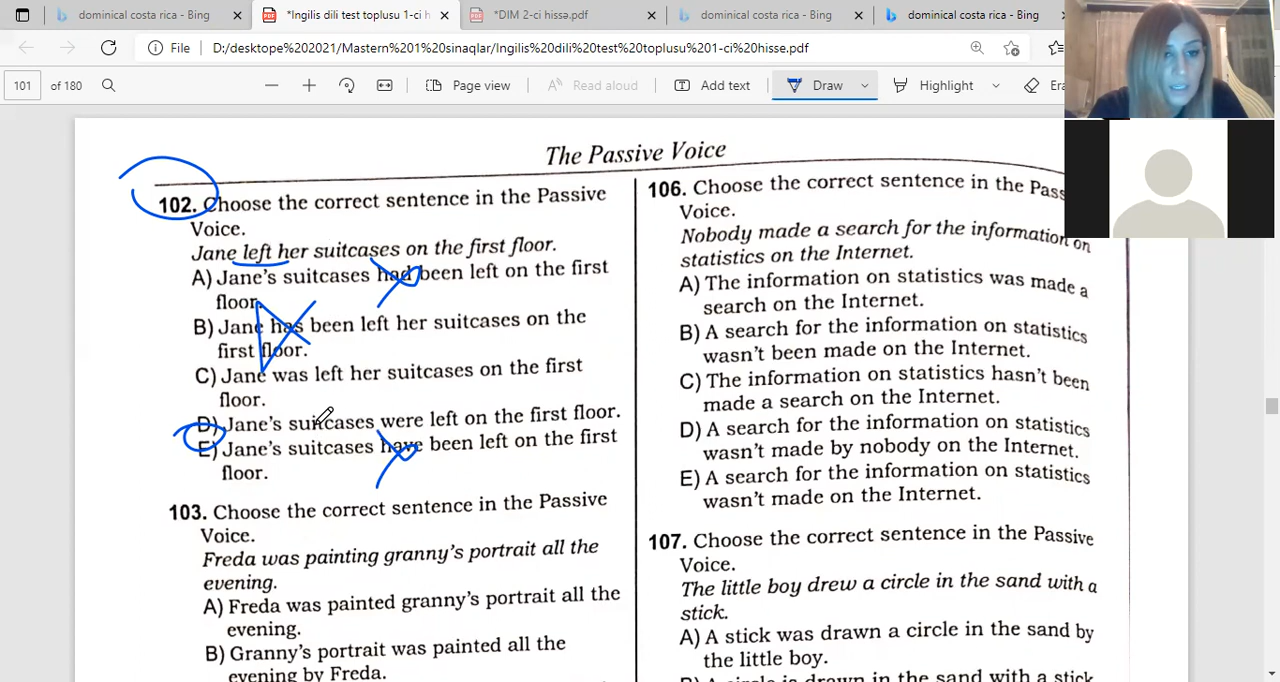 dominical costa rica - Bing
*Ingilis dili test toplusu 1-ci h
*DIM 2-ci hissa.pdf
dominical costa rica - Bing
dominical costa rica - Bing
File
D:/desktope%202021/Mastern%201%20sinaqlar/Ingilis%20dili%20test%20toplusu%201-ci%20hisse.pdf
101 of 180
Page view
Read aloud
Add text
Draw
Highlight
Era
The Passive Voice
102. Choose the correct sentence in the Passive
Voice.
Jane left her suitcases on the first floor.
A) Jane's suitcases had been left on the first
floor.
B) Jane has been left her suitcases on the
first floor.
C) Jane was left her suitcases on the first
floor.
D) Jane's suitcases were left on the first floor.
E) Jane's suitcases have been left on the first
floor.
103. Choose the correct sentence in the Passive
Voice.
Freda was painting granny's portrait all the
evening.
A) Freda was painted granny's portrait all the
evening.
B) Granny's portrait was painted all the
evening by Freda.
106. Choose the correct sentence in the Pass
Voice.
Nobody made a search for the information on
statistics on the Internet.
A) The information on statistics was made a
search on the Internet.
B) A search for the information on statistics
wasn't been made on the Internet.
C) The information on statistics hasn't been
made a search on the Internet.
D) A search for the information on statistics
wasn't made by nobody on the Internet.
E) A search for the information on statistics
wasn't made on the Internet.
107. Choose the correct sentence in the Passive
Voice.
The little boy drew a circle in the sand with a
stick.
A) A stick was drawn a circle in the sand by
the little boy.
B) A circle is drawn in the sand with a stick